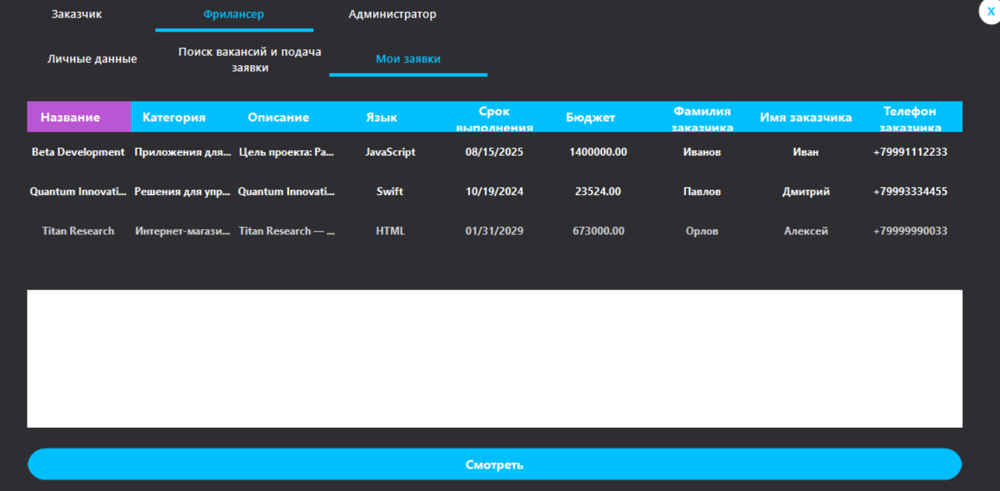 Заказчик Фрилансер Администратор X
Личные данные Поиск вакансий и подача заявки Мои заявки
Название Категория Описание Язык Срок выполнения Бюджет Фамилия заказчика Имя заказчика Телефон заказчика
Beta Development Приложения для... Цель проекта: Ра... JavaScript 08/15/2025 1400000.00 Иванов Иван +79991112233
Quantum Innovati... Решения для упр... Quantum Innovati... Swift 10/19/2024 23524.00 Павлов Дмитрий +79993334455
Titan Research Интернет-магази... Titan Research — ... HTML 01/31/2029 673000.00 Орлов Алексей +79999990033
Смотреть